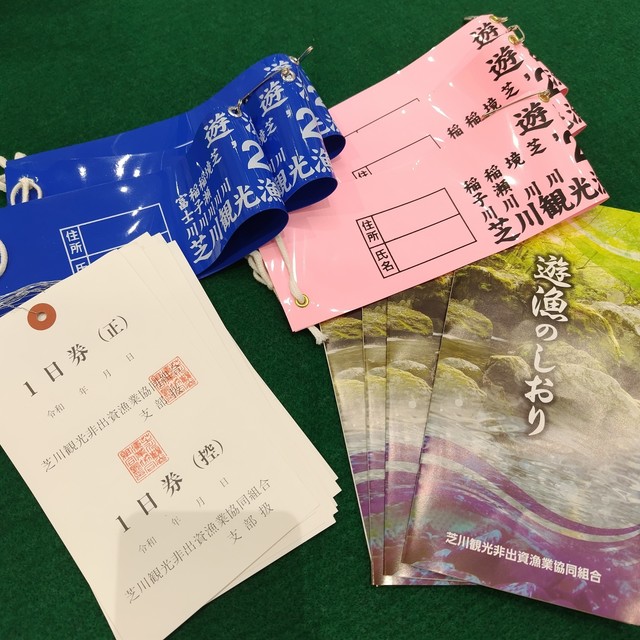 遊
'2
芝
境
稲
稲
富士川
芝川観光漁
住所
氏名
遊
'2
芝川
境川
稲瀬川
稲子川
芝川観光漁
住所
氏名
1日券(正)
令和 年 月 日
芝川観光非出資漁業協同組合
支部扱
1日券(控)
令和 年 月 日
芝川観光非出資漁業協同組合
支部扱
遊漁のしおり
芝川観光非出資漁業協同組合